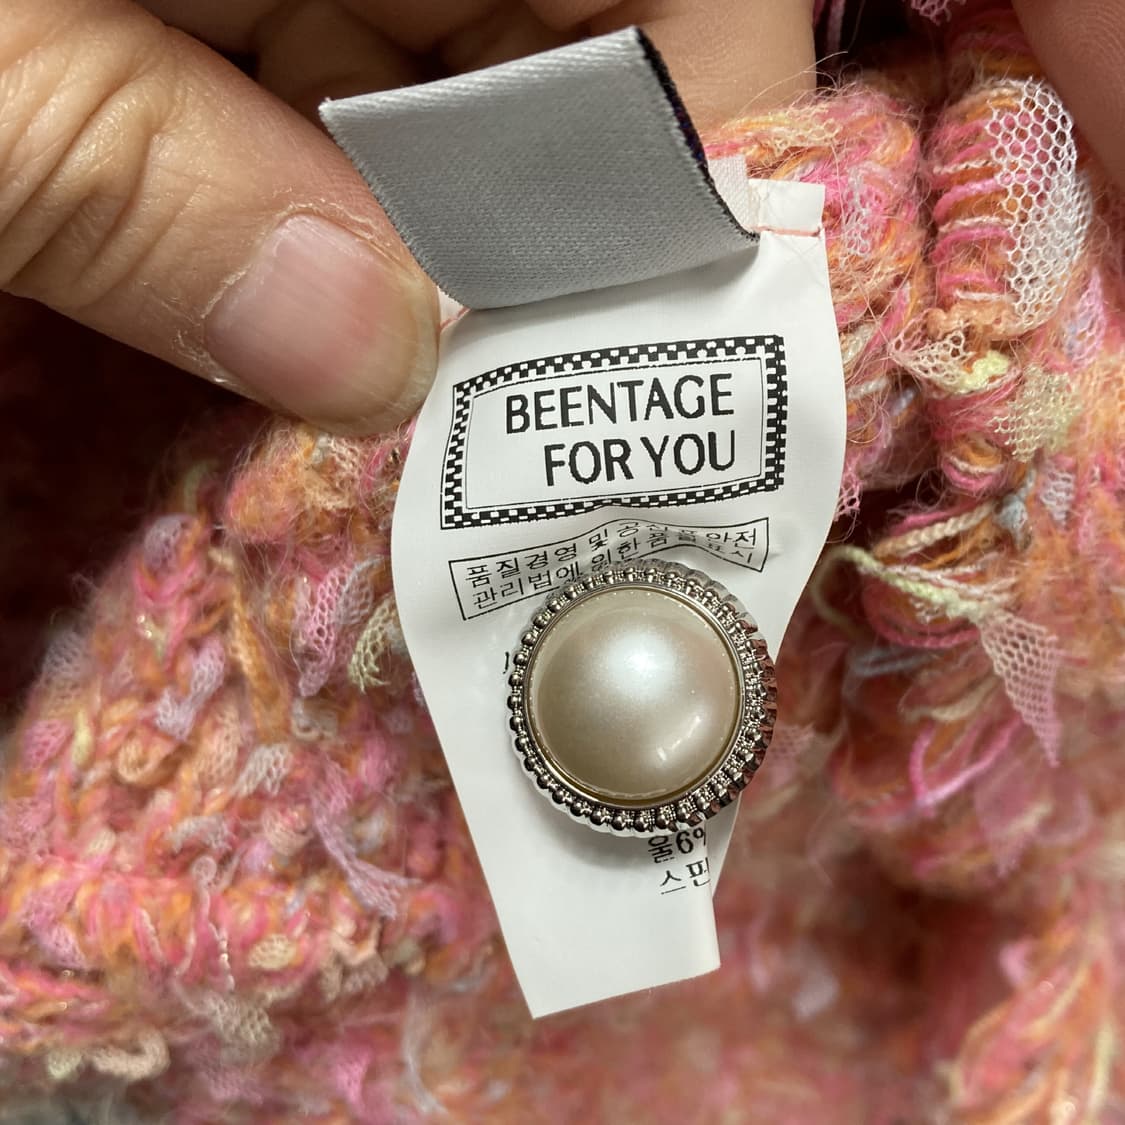 BEENTAGE
FOR YOU
품질경영 및 공산품 안전
관리법에 의한 품질표시
울6%
스판